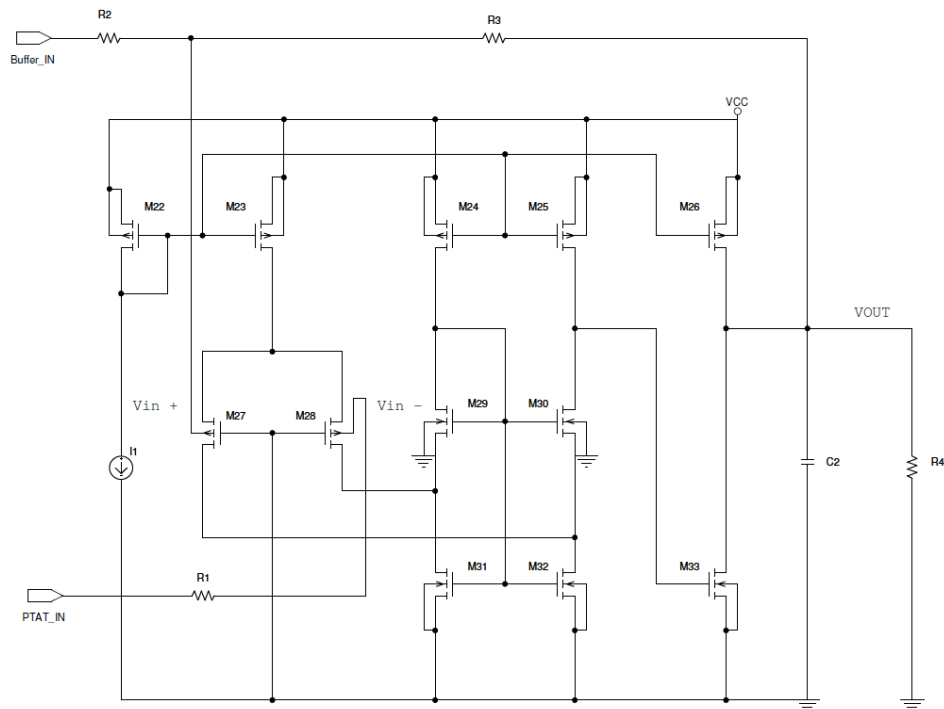 R2
R3
Buffer_IN
VCC
M22
M23
M24
M25
M26
VOUT
Vin +
M27
M28
Vin -
M29
M30
I1
C2
R4
M31
M32
M33
R1
PTAT_IN